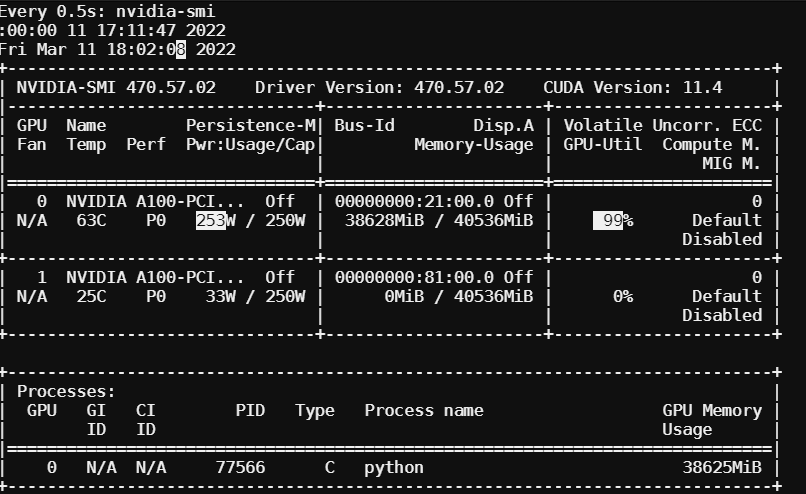 Every 0.5s: nvidia-smi
:00:00 11 17:11:47 2022
Fri Mar 11 18:02:08 2022
+-----------------------------------------------------------------------------+
| NVIDIA-SMI 470.57.02    Driver Version: 470.57.02    CUDA Version: 11.4     |
|-------------------------------+----------------------+----------------------+
| GPU  Name        Persistence-M| Bus-Id        Disp.A | Volatile Uncorr. ECC |
| Fan  Temp  Perf  Pwr:Usage/Cap|         Memory-Usage | GPU-Util  Compute M. |
|                               |                      |               MIG M. |
|===============================+======================+======================|
|   0  NVIDIA A100-PCI...  Off  | 00000000:21:00.0 Off |                    0 |
| N/A   63C    P0   253W / 250W |  38628MiB / 40536MiB |     99%      Default |
|                               |                      |             Disabled |
+-------------------------------+----------------------+----------------------+
|   1  NVIDIA A100-PCI...  Off  | 00000000:81:00.0 Off |                    0 |
| N/A   25C    P0    33W / 250W |      0MiB / 40536MiB |      0%      Default |
|                               |                      |             Disabled |
+-------------------------------+----------------------+----------------------+
+-----------------------------------------------------------------------------+
| Processes:                                                                  |
|  GPU   GI   CI        PID   Type   Process name                  GPU Memory |
|        ID   ID                                                   Usage      |
|=============================================================================|
|    0   N/A  N/A     77566      C   python                          38625MiB |
+-----------------------------------------------------------------------------+